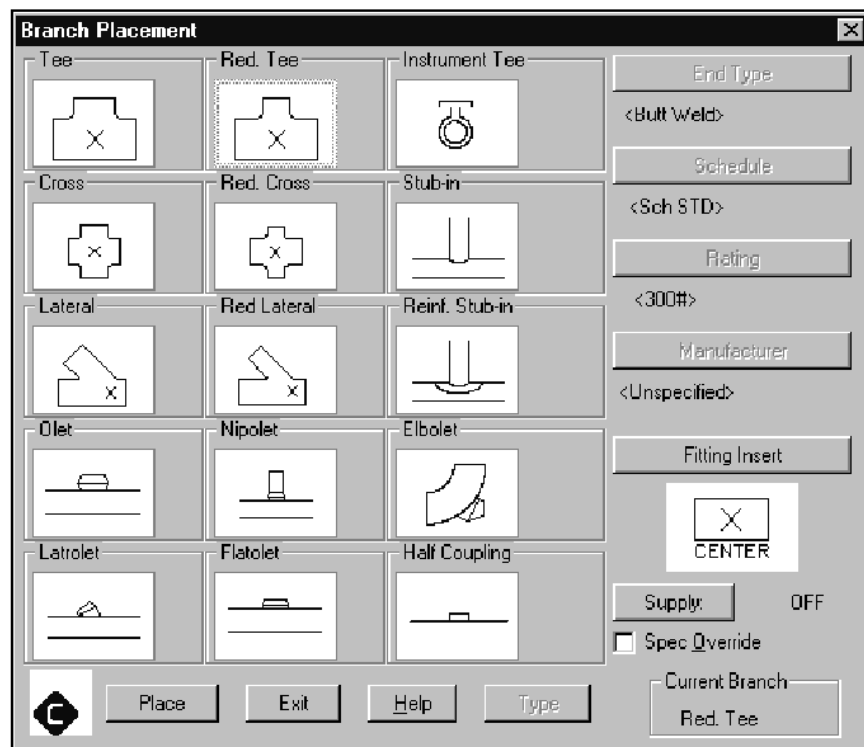 Branch Placement
Tee Red. Tee Instrument Tee
End Type
<Butt Weld>
Cross Red. Cross Stub-in
Schedule
<Sch STD>
Rating
<300#>
Lateral Red Lateral Reinf. Stub-in
Manufacturer
<Unspecified>
Olet Nipolet Elbolet
Fitting Insert
CENTER
Latrolet Flatolet Half Coupling
Supply: OFF
Spec Override
Current Branch
Red. Tee
C
Place Exit Help Type